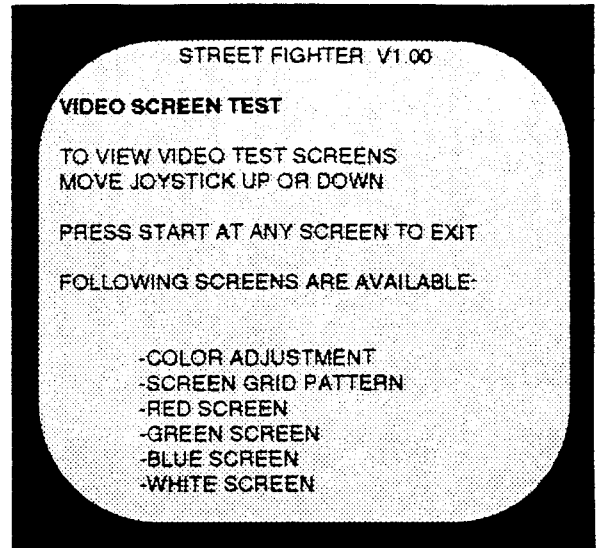 STREET FIGHTER V1.00
VIDEO SCREEN TEST
TO VIEW VIDEO TEST SCREENS
MOVE JOYSTICK UP OR DOWN
PRESS START AT ANY SCREEN TO EXIT
FOLLOWING SCREENS ARE AVAILABLE-
-COLOR ADJUSTMENT
-SCREEN GRID PATTERN
-RED SCREEN
-GREEN SCREEN
-BLUE SCREEN
-WHITE SCREEN